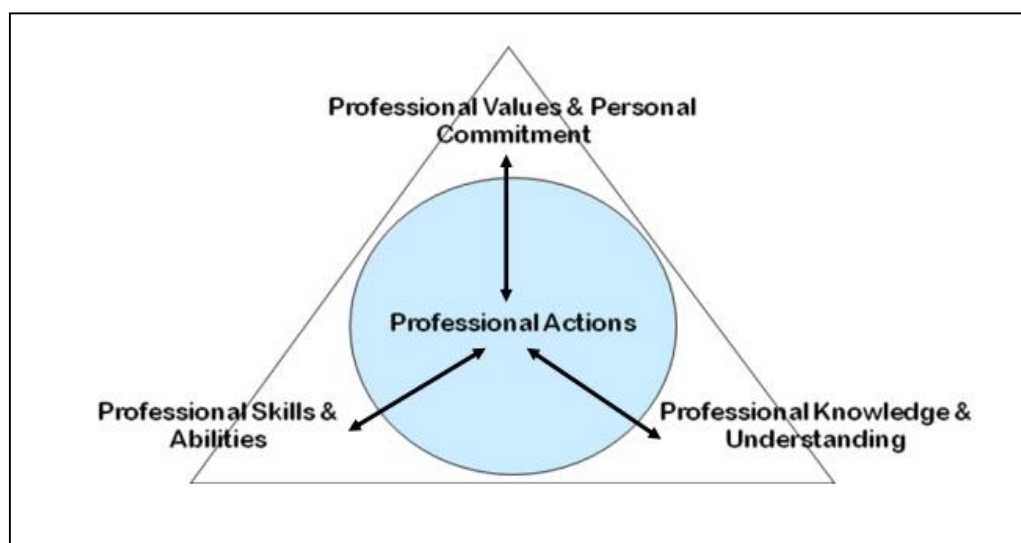 Professional Values & Personal
Commitment
Professional Actions
Professional Skills &
Abilities
Professional Knowledge &
Understanding